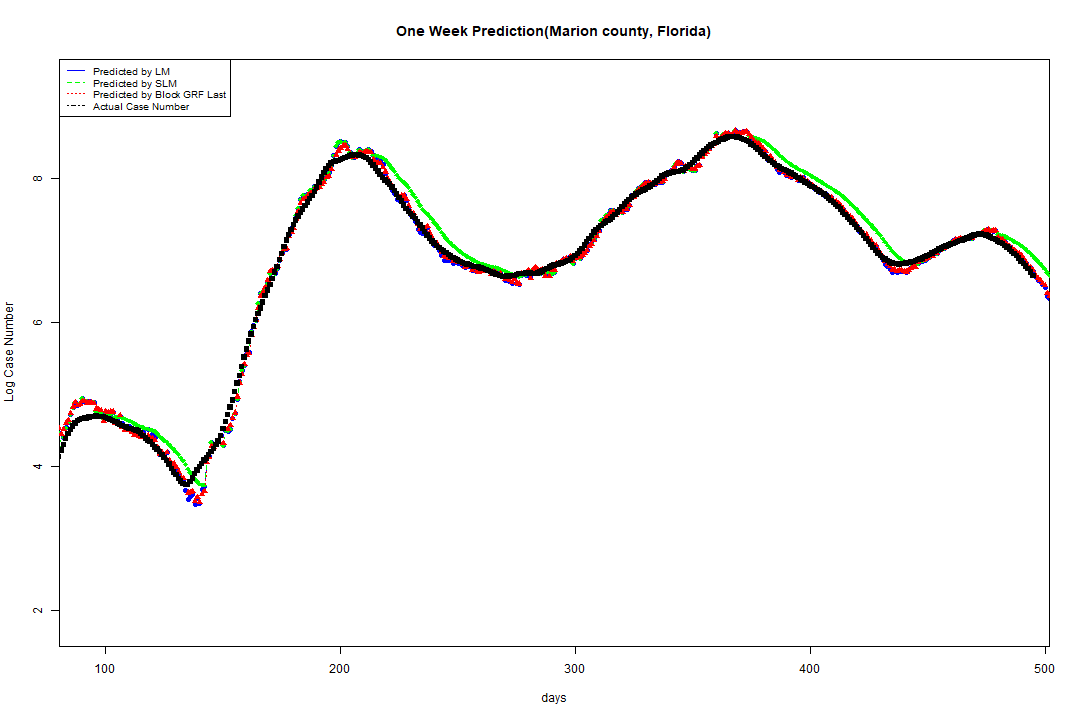 One Week Prediction(Marion county, Florida)
Predicted by LM
Predicted by SLM
Predicted by Block GRF Last
Actual Case Number
8
6
4
2
Log Case Number
100 200 300 400 500
days